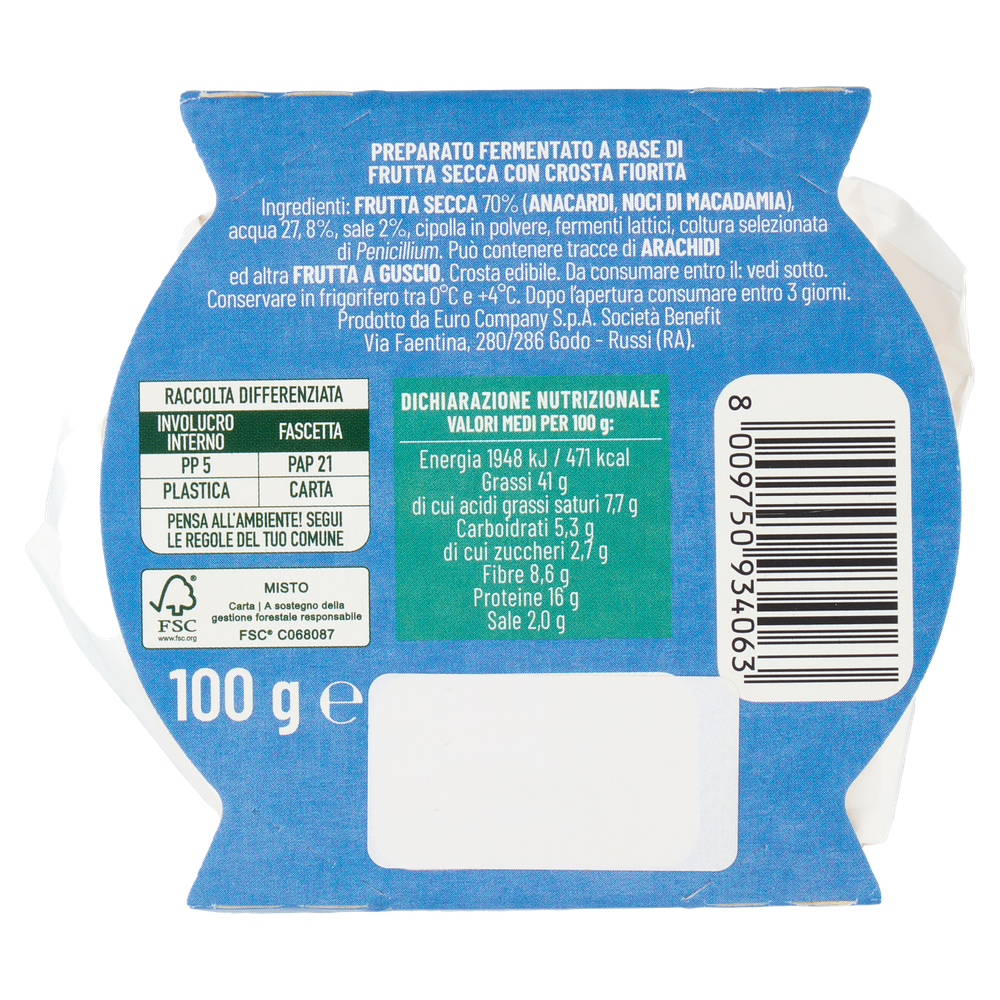 PREPARATO FERMENTATO A BASE DI
FRUTTA SECCA CON CROSTA FIORITA
Ingredienti: FRUTTA SECCA 70% (ANACARDI, NOCI DI MACADAMIA),
acqua 27, 8%, sale 2%, cipolla in polvere, fermenti lattici, coltura selezionata
di Penicillium. Può contenere tracce di ARACHIDI
ed altra FRUTTA A GUSCIO. Crosta edibile. Da consumare entro il: vedi sotto.
Conservare in frigorifero tra 0°C e +4°C. Dopo l'apertura consumare entro 3 giorni.
Prodotto da Euro Company S.p.A. Società Benefit
Via Faentina, 280/286 Godo - Russi (RA).
RACCOLTA DIFFERENZIATA
INVOLUCRO INTERNO FASCETTA
PP 5 PAP 21
PLASTICA CARTA
PENSA ALL'AMBIENTE! SEGUI
LE REGOLE DEL TUO COMUNE
DICHIARAZIONE NUTRIZIONALE
VALORI MEDI PER 100 g:
Energia 1948 kJ / 471 kcal
Grassi 41 g
di cui acidi grassi saturi 7,7 g
Carboidrati 5,3 g
di cui zuccheri 2,7 g
Fibre 8,6 g
Proteine 16 g
Sale 2,0 g
8 009750 934063
FSC
www.fsc.org
MISTO
Carta | A sostegno della
gestione forestale responsabile
FSC® C068087
100 g ℮